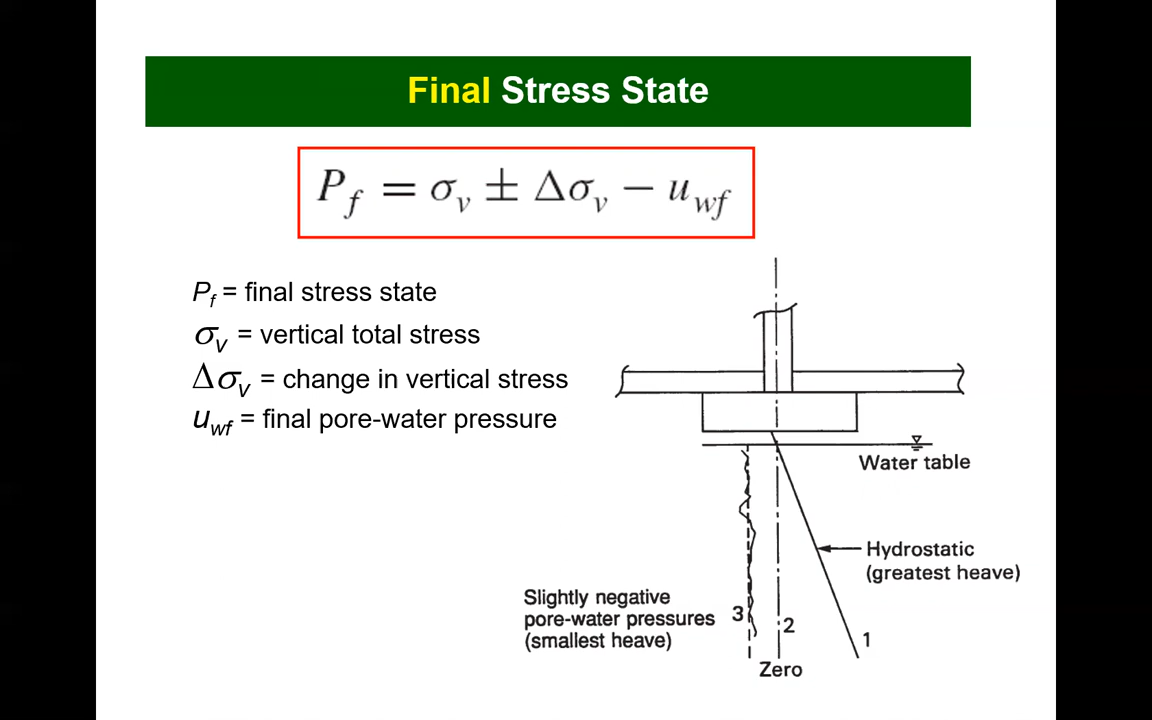 Final Stress State
P_f = σ_v ± Δσ_v − u_wf
P_f = final stress state
σ_v = vertical total stress
Δσ_v = change in vertical stress
u_wf = final pore-water pressure
Water table
Hydrostatic
(greatest heave)
Slightly negative
pore-water pressures
(smallest heave)
3
2
1
Zero